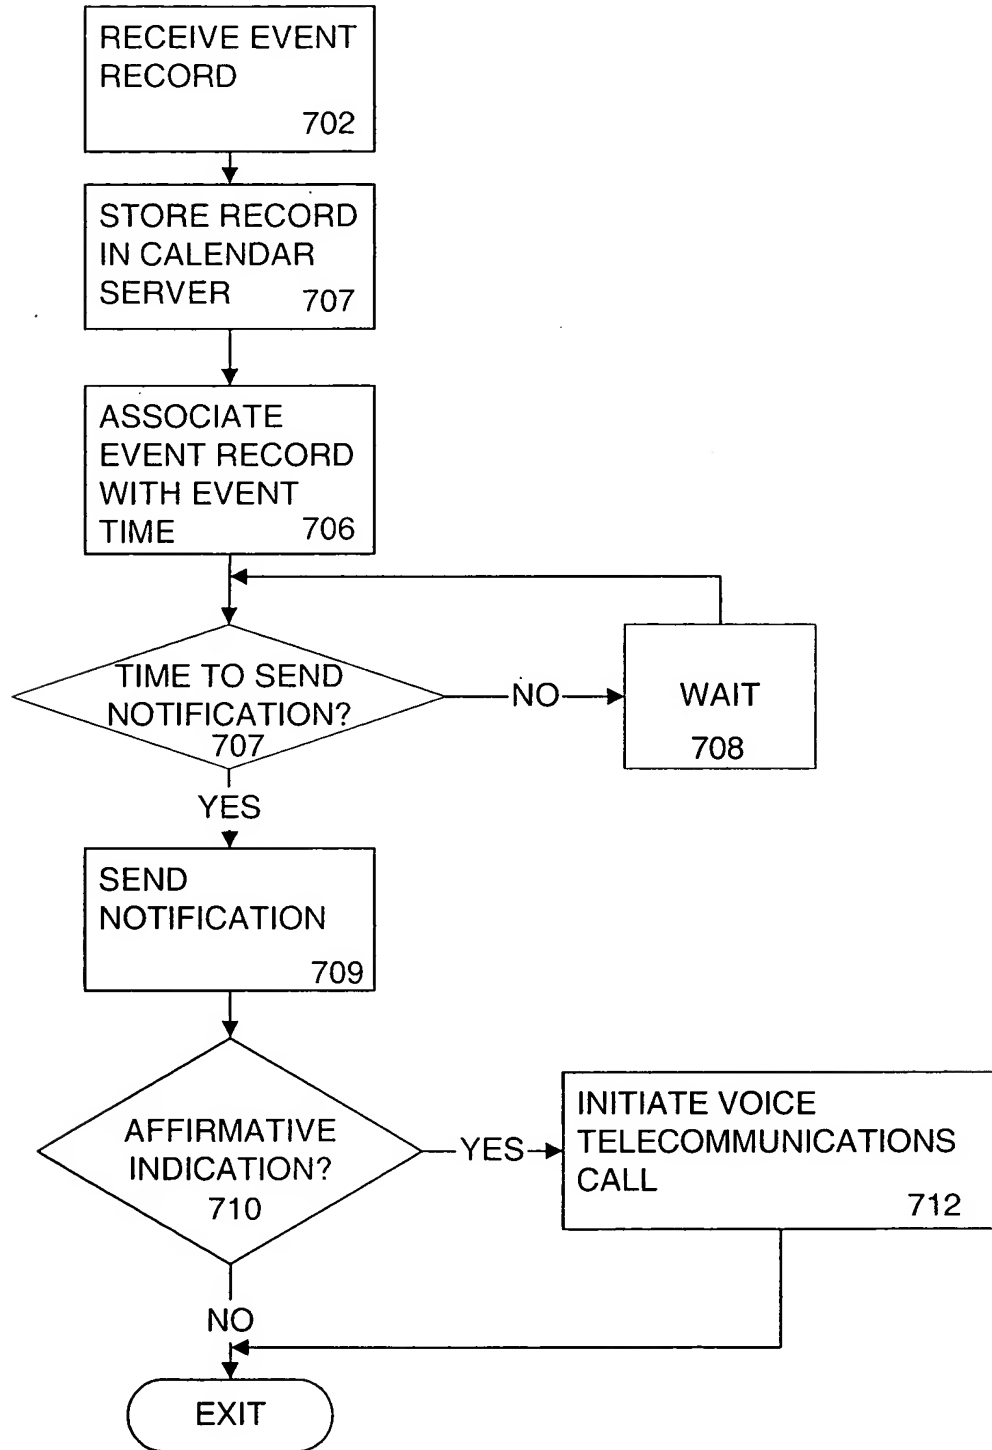 RECEIVE EVENT
RECORD
702
STORE RECORD
IN CALENDAR
SERVER 707
ASSOCIATE
EVENT RECORD
WITH EVENT
TIME 706
TIME TO SEND
NOTIFICATION?
707
NO
WAIT
708
YES
SEND
NOTIFICATION
709
AFFIRMATIVE
INDICATION?
710
YES
INITIATE VOICE
TELECOMMUNICATIONS
CALL
712
NO
EXIT